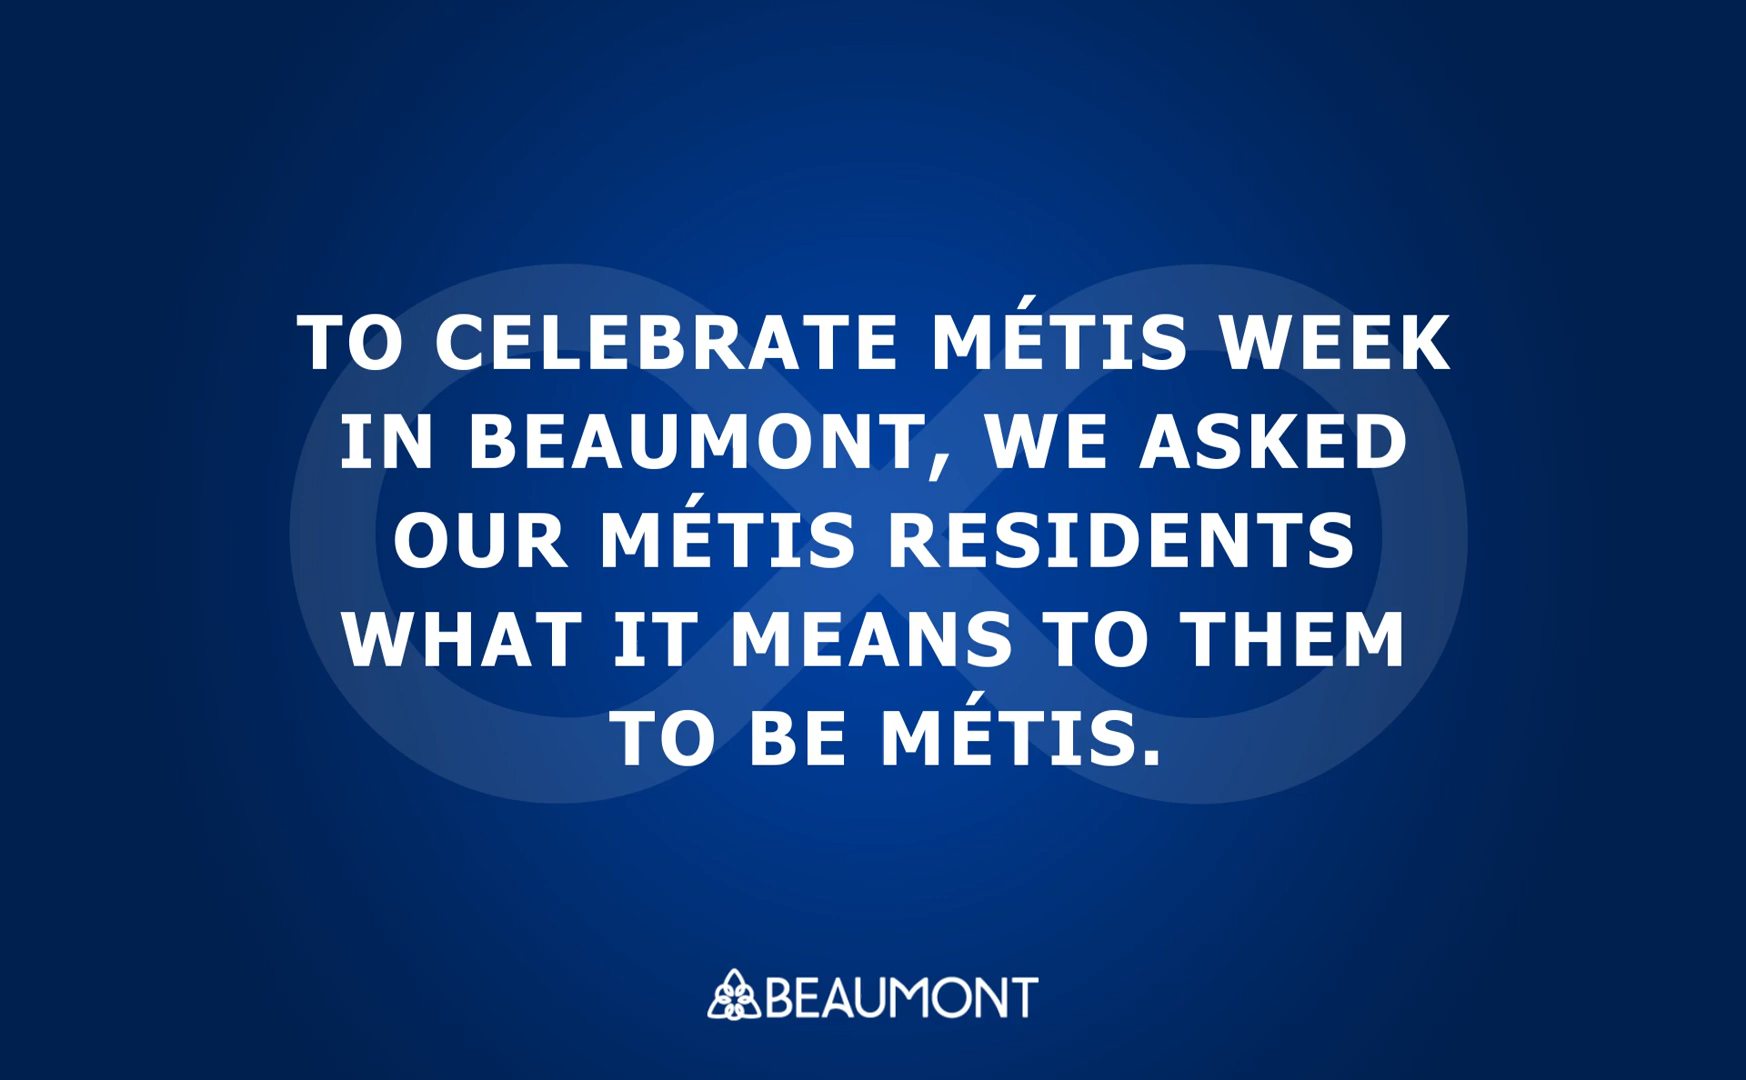 TO CELEBRATE MÉTIS WEEK
IN BEAUMONT, WE ASKED
OUR MÉTIS RESIDENTS
WHAT IT MEANS TO THEM
TO BE MÉTIS.
BEAUMONT